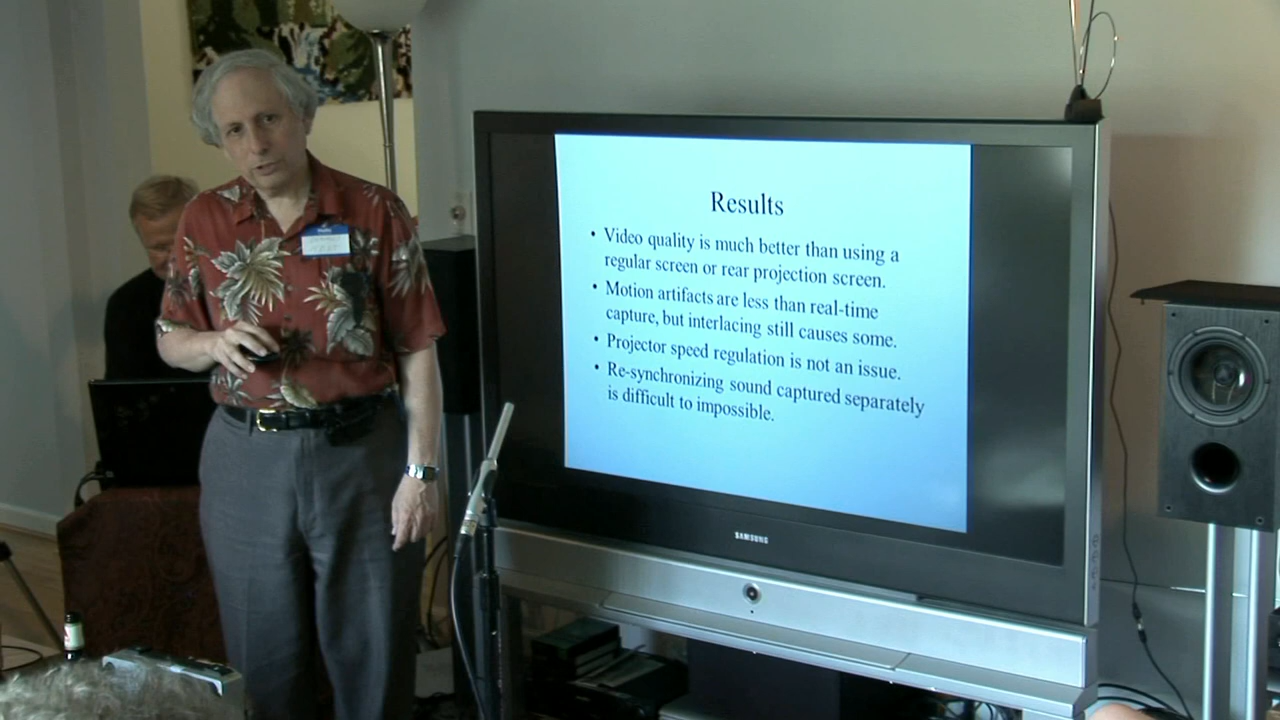 Results
• Video quality is much better than using a
regular screen or rear projection screen.
• Motion artifacts are less than real-time
capture, but interlacing still causes some.
• Projector speed regulation is not an issue.
• Re-synchronizing sound captured separately
is difficult to impossible.
SAMSUNG